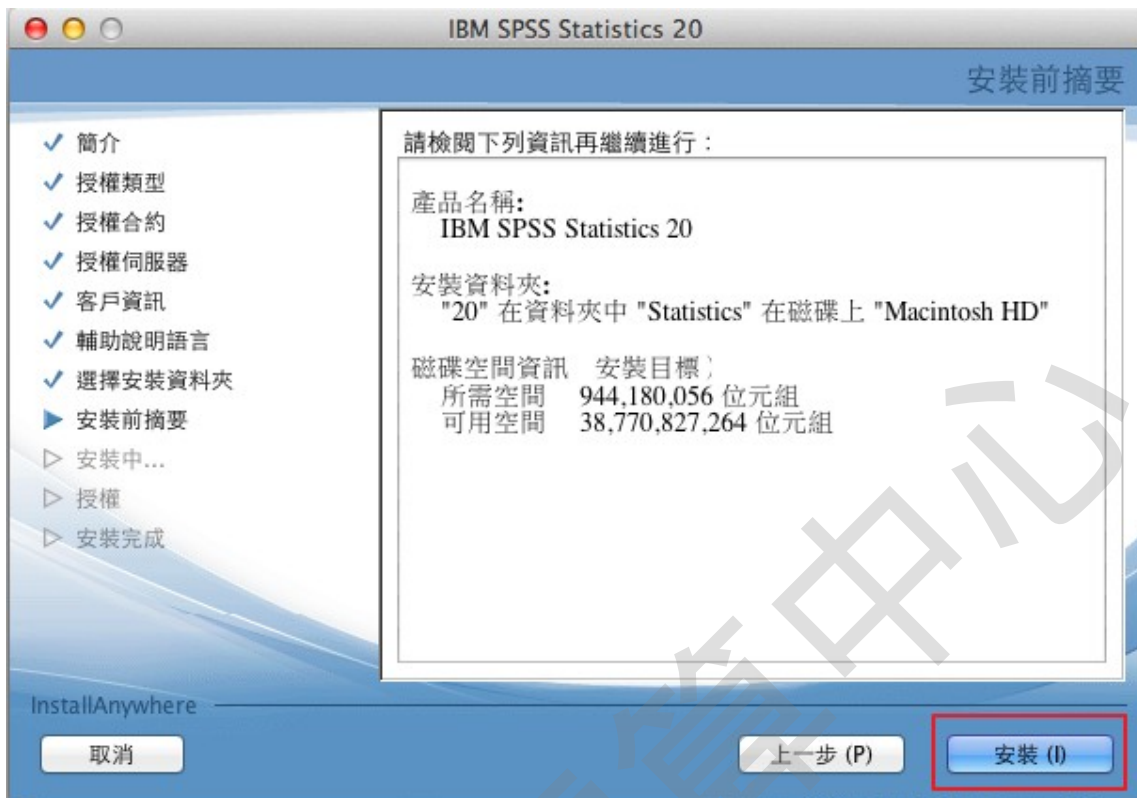 IBM SPSS Statistics 20
安裝前摘要
簡介
授權類型
授權合約
授權伺服器
客戶資訊
輔助說明語言
選擇安裝資料夾
安裝前摘要
安裝中...
授權
安裝完成
請檢閱下列資訊再繼續進行：
產品名稱:
IBM SPSS Statistics 20
安裝資料夾:
"20" 在資料夾中 "Statistics" 在磁碟上 "Macintosh HD"
磁碟空間資訊 安裝目標）
所需空間 944,180,056 位元組
可用空間 38,770,827,264 位元組
InstallAnywhere
取消
上一步 (P)
安裝 (I)
中心